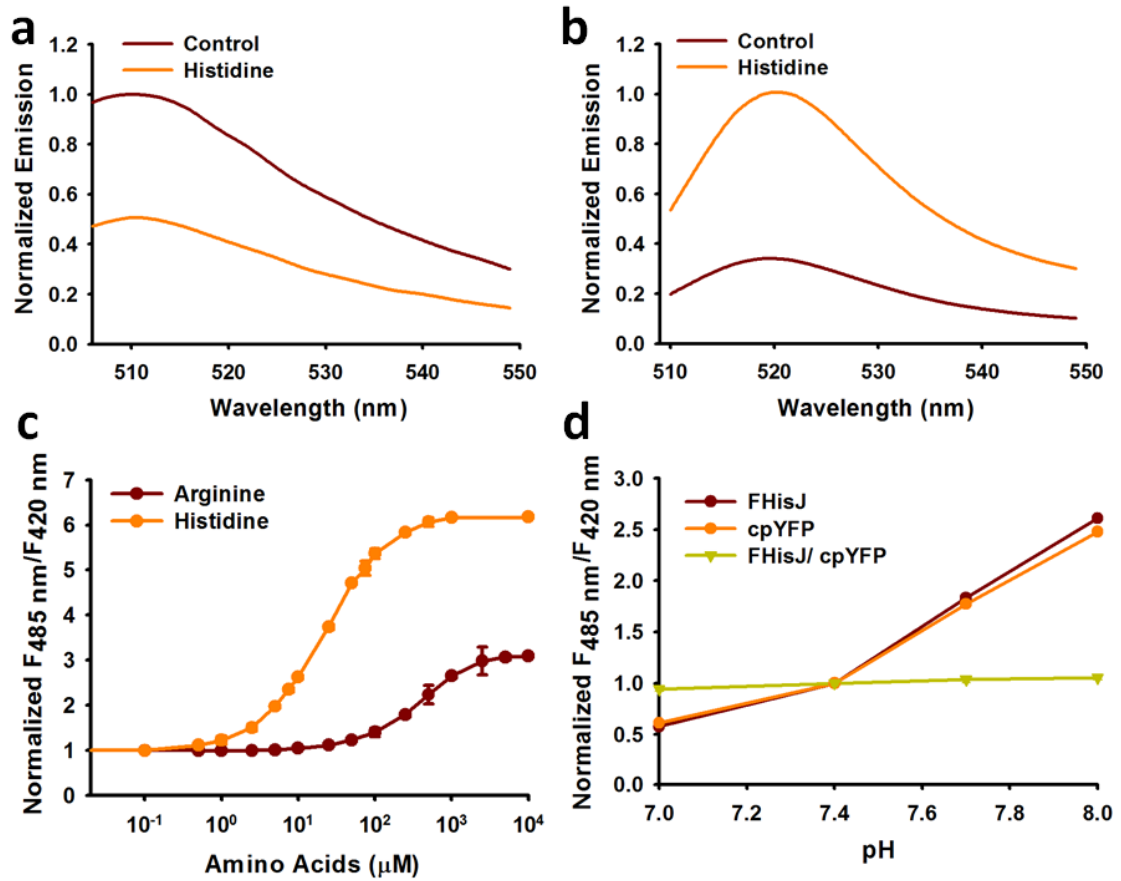 a
1.2
1.0
0.8
0.6
0.4
0.2
0.0
Normalized Emission
Control
Histidine
510 520 530 540 550
Wavelength (nm)
b
1.2
1.0
0.8
0.6
0.4
0.2
0.0
Normalized Emission
Control
Histidine
510 520 530 540 550
Wavelength (nm)
c
7
6
5
4
3
2
1
0
Normalized F485 nm/F420 nm
Arginine
Histidine
10-1 100 101 102 103 104
Amino Acids (μM)
d
3.0
2.5
2.0
1.5
1.0
0.5
0.0
Normalized F485 nm/F420 nm
FHisJ
cpYFP
FHisJ/ cpYFP
7.0 7.2 7.4 7.6 7.8 8.0
pH